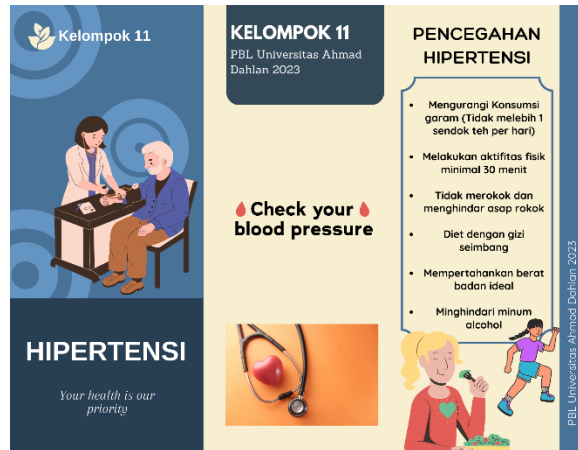 Kelompok 11
HIPERTENSI
Your health is our
priority
KELOMPOK 11
PBL Universitas Ahmad
Dahlan 2023
Check your
blood pressure
PENCEGAHAN
HIPERTENSI
• Mengurangi Konsumsi
garam (Tidak melebih 1
sendok teh per hari)
• Melakukan aktifitas fisik
minimal 30 menit
• Tidak merokok dan
menghindar asap rokok
• Diet dengan gizi
seimbang
• Mempertahankan berat
badan ideal
• Minghindari minum
alcohol
PBL Universitas Ahmad Dahlan 2023